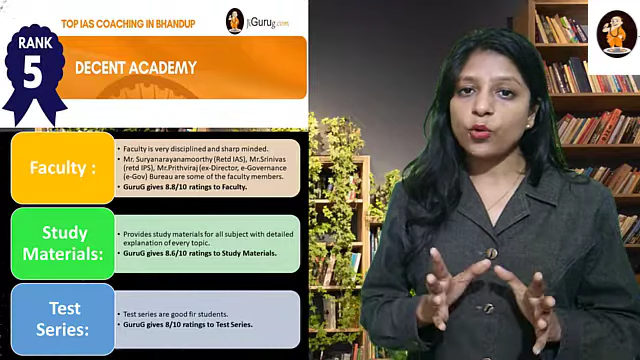 TOP IAS COACHING IN BHANDUP
JiGuruG.com
RANK
5
DECENT ACADEMY
Faculty :
• Faculty is very disciplined and sharp minded.
• Mr. Suryanarayanamoorthy (Retd IAS), Mr.Srinivas
(retd IPS), Mr.Prithviraj (ex-Director, e-Governance
(e-Gov) Bureau are some of the faculty members.
• GuruG gives 8.8/10 ratings to Faculty.
Study
Materials:
• Provides study materials for all subject with detailed
explanation of every topic.
• GuruG gives 8.6/10 ratings to Study Materials.
Test
Series:
• Test series are good fir students.
• GuruG gives 8/10 ratings to Test Series.